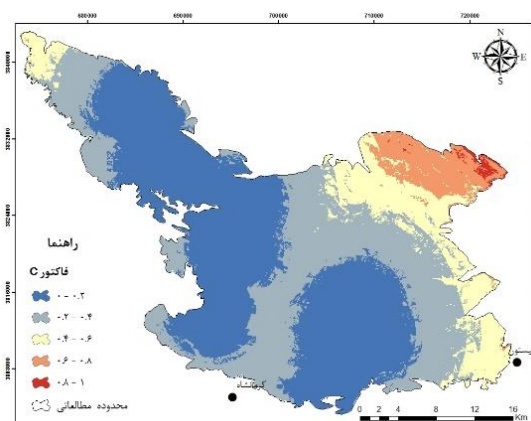 680000 690000 700000 710000 720000
N
W E
S
راهنما
فاکتور C
۰ - ۰.۲
۰.۲ - ۰.۴
۰.۴ - ۰.۶
۰.۶ - ۰.۸
۰.۸ - ۱
محدوده مطالعاتی
کرمانشاه
0 2 4 8 12 16
Km